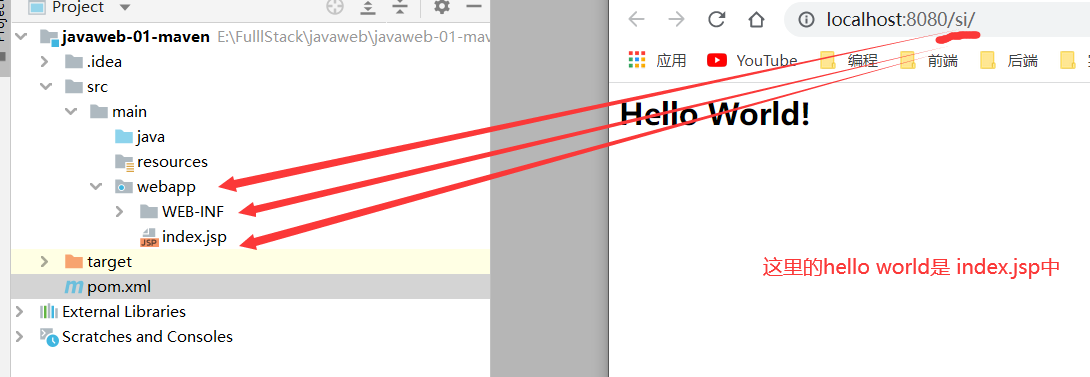 Project
javaweb-01-maven E:\FulllStack\javaweb\javaweb-01-mav
.idea
src
main
java
resources
webapp
WEB-INF
JSP index.jsp
target
m pom.xml
External Libraries
Scratches and Consoles
localhost:8080/si/
应用 YouTube 编程 前端 后端
Hello World!
这里的hello world是 index.jsp中